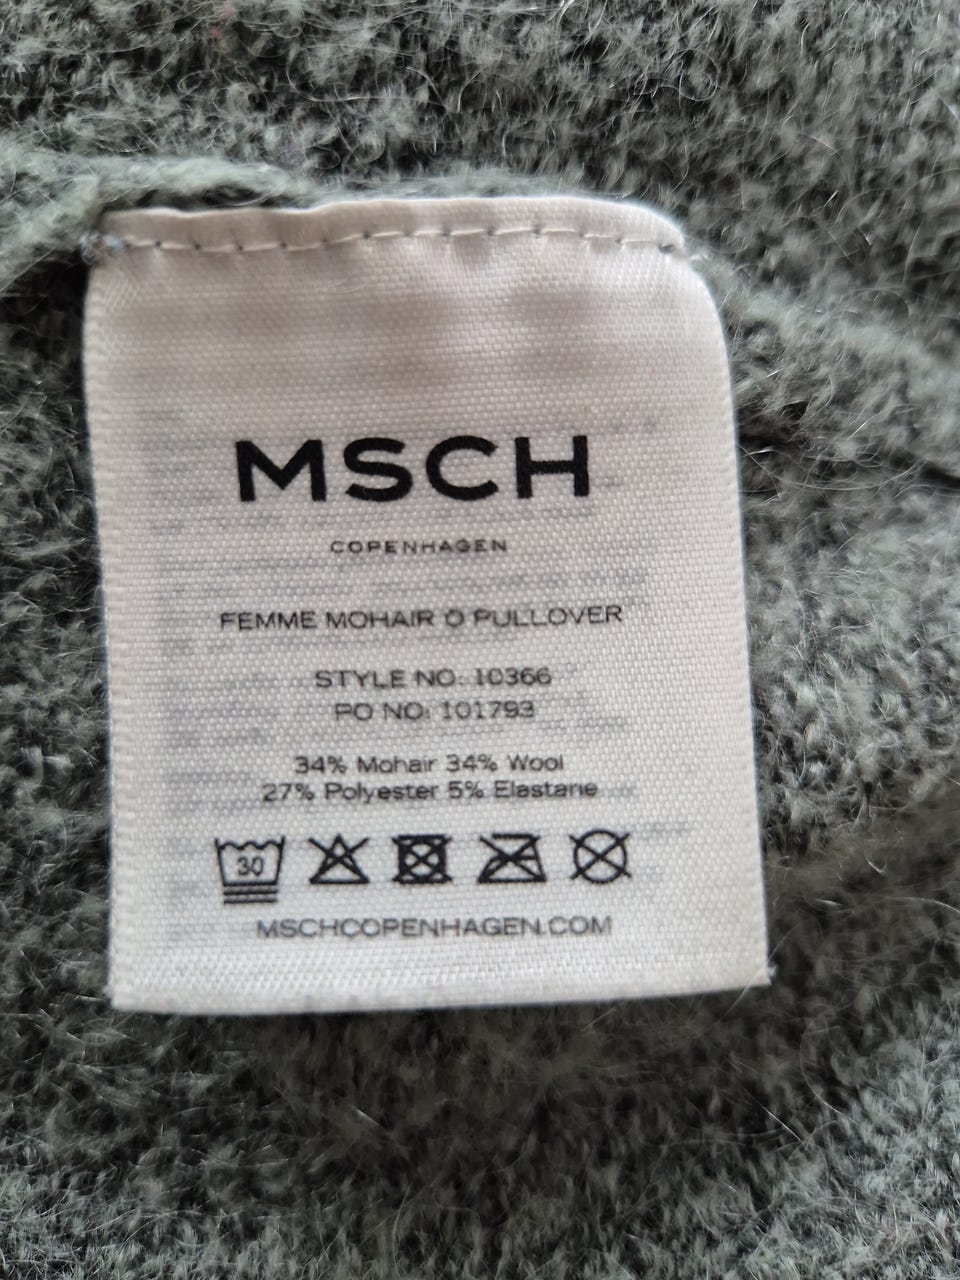 MSCH
COPENHAGEN
FEMME MOHAIR O PULLOVER
STYLE NO: 10366
PO NO: 101793
34% Mohair 34% Wool
27% Polyester 5% Elastane
30
MSCHCOPENHAGEN.COM